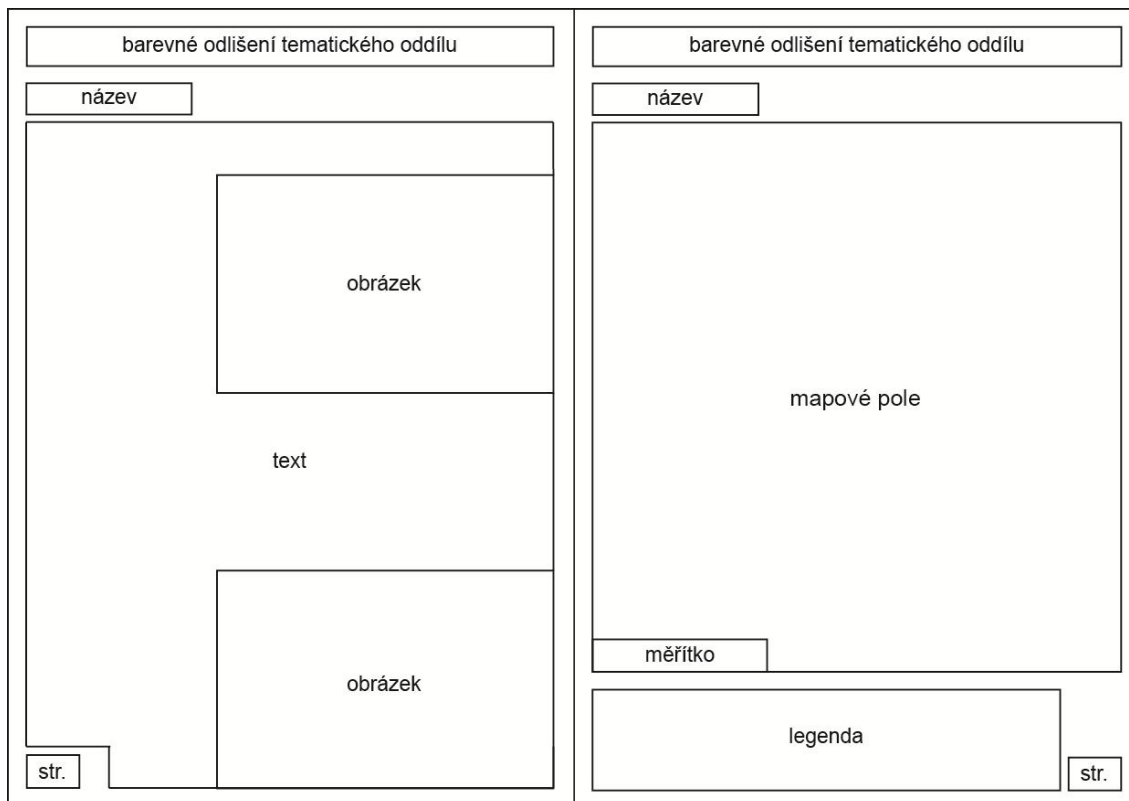 barevné odlišení tematického oddílu
název
obrázek
text
obrázek
str.
barevné odlišení tematického oddílu
název
mapové pole
měřítko
legenda
str.